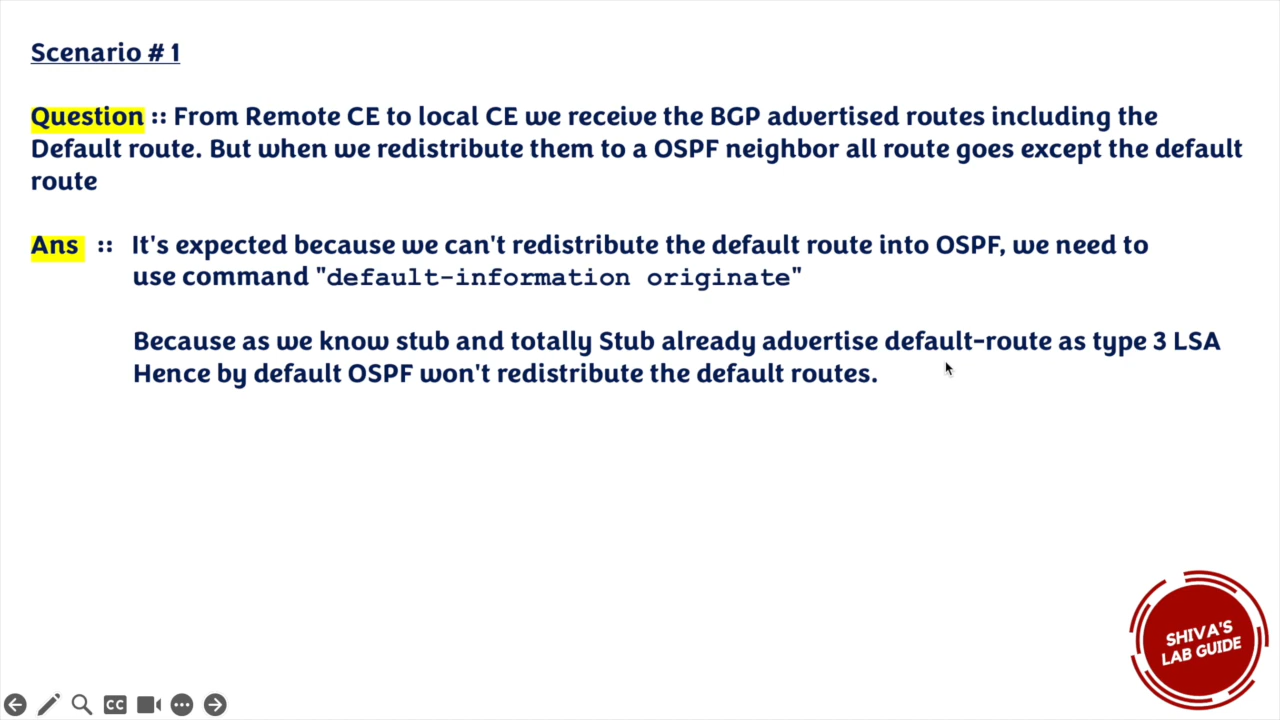 Scenario # 1
Question :: From Remote CE to local CE we receive the BGP advertised routes including the
Default route. But when we redistribute them to a OSPF neighbor all route goes except the default
route
Ans :: It's expected because we can't redistribute the default route into OSPF, we need to
use command "default-information originate"
Because as we know stub and totally Stub already advertise default-route as type 3 LSA
Hence by default OSPF won't redistribute the default routes.
SHIVA'S
LAB GUIDE
CC